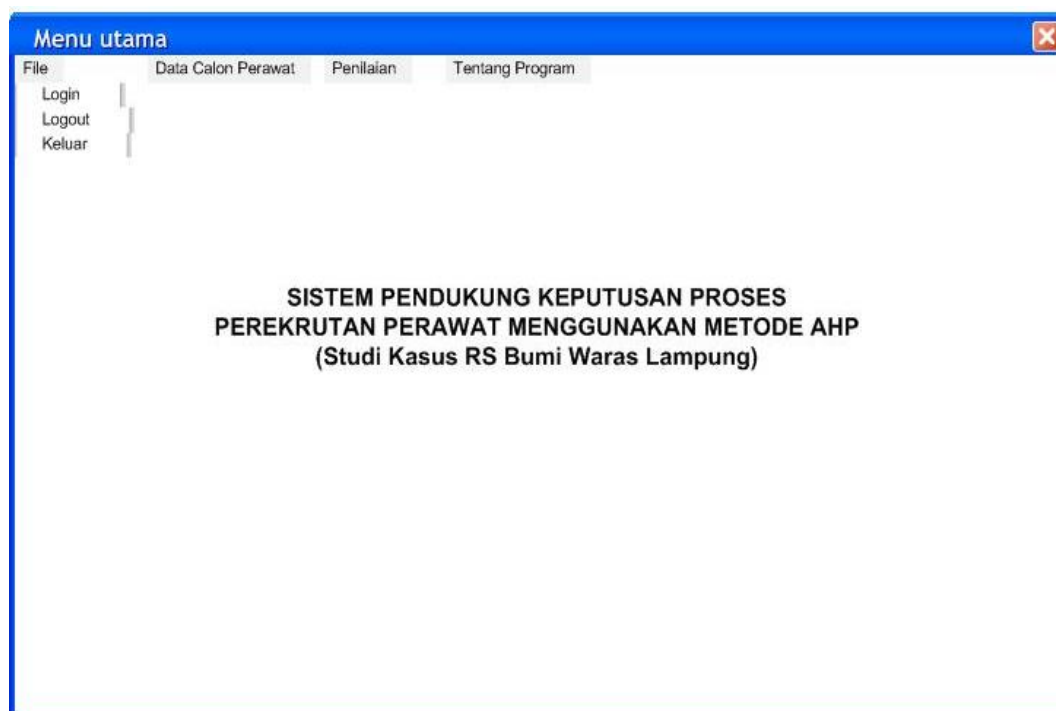 Menu utama
File Data Calon Perawat Penilaian Tentang Program
Login
Logout
Keluar
SISTEM PENDUKUNG KEPUTUSAN PROSES
PEREKRUTAN PERAWAT MENGGUNAKAN METODE AHP
(Studi Kasus RS Bumi Waras Lampung)